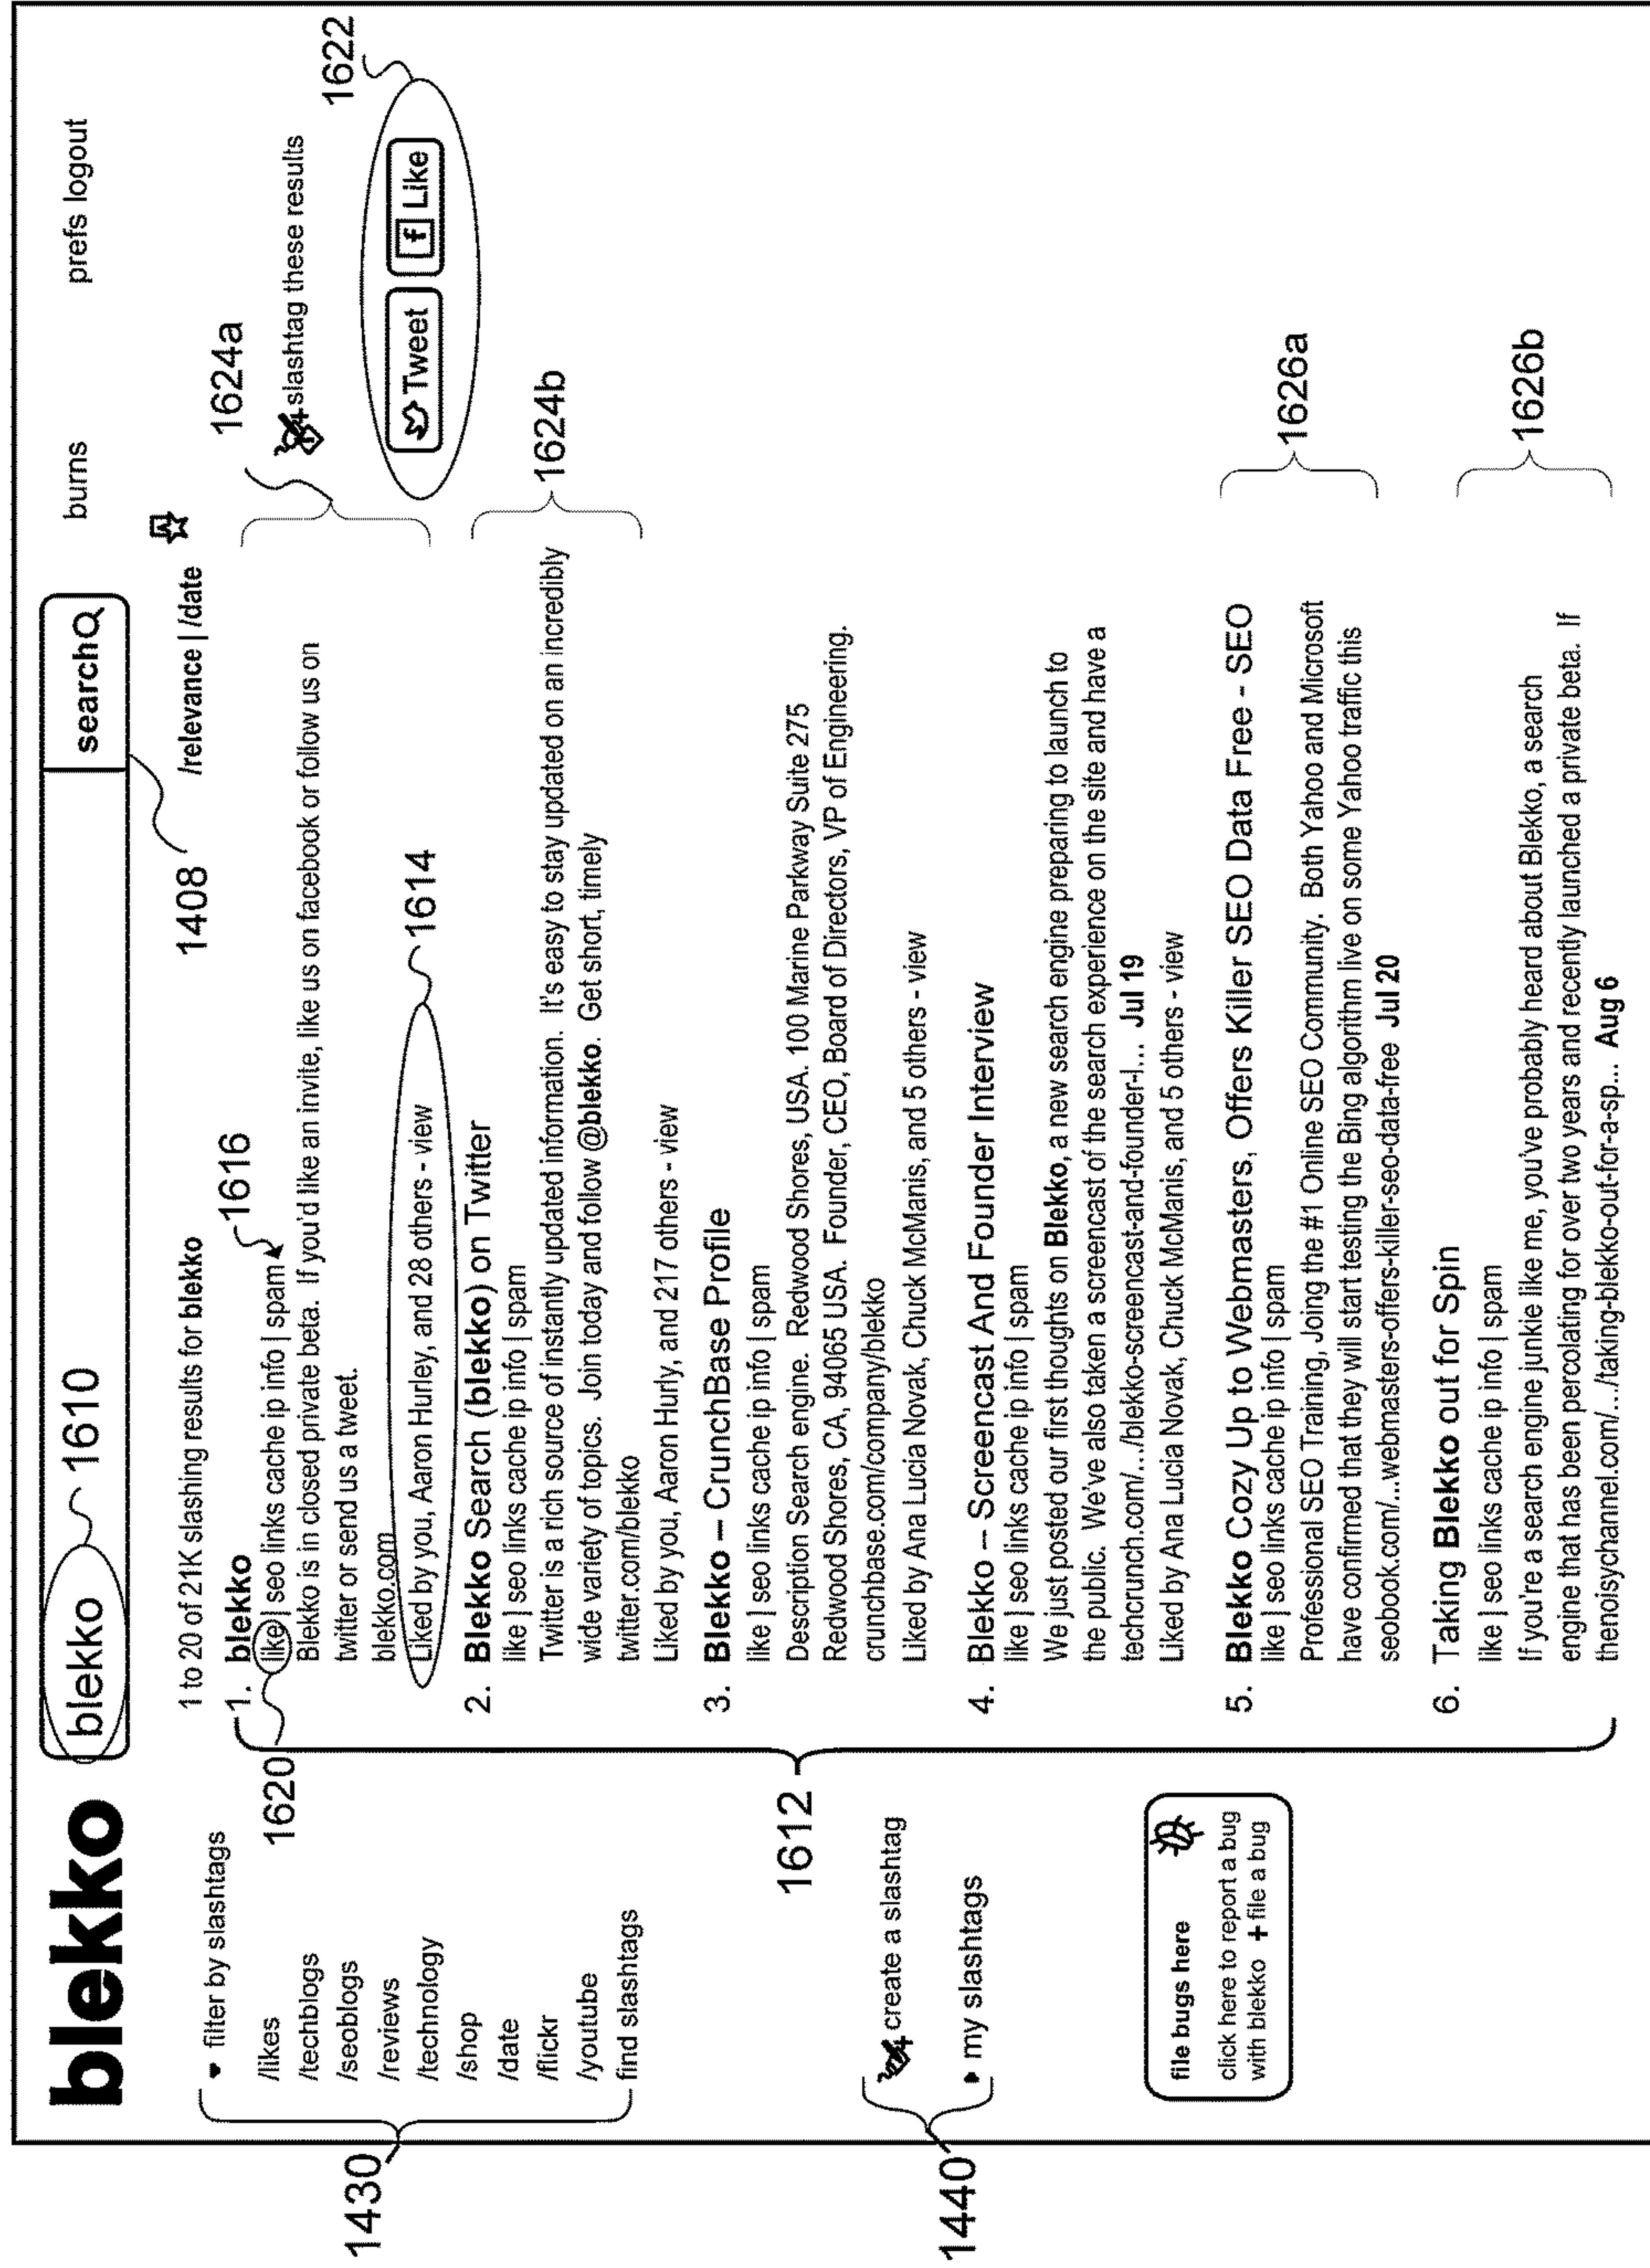 blekko
blekko
1610
search
1408
burns
prefs logout
1 to 20 of 21K slashing results for blekko
/relevance | /date
1430
filter by slashtags
/likes
/techblogs
/seoblogs
/reviews
/technology
/shop
/date
/flickr
/youtube
find slashtags
1440
create a slashtag
my slashtags
file bugs here
click here to report a bug
with blekko + file a bug
1612
1620
1616
1. blekko
like | seo links cache ip info | spam
Blekko is in closed private beta. If you'd like an invite, like us on facebook or follow us on
twitter or send us a tweet.
blekko.com
Liked by you, Aaron Hurley, and 28 others - view
1614
2. Blekko Search (blekko) on Twitter
like | seo links cache ip info | spam
Twitter is a rich source of instantly updated information. It's easy to stay updated on an incredibly
wide variety of topics. Join today and follow @blekko. Get short, timely
twitter.com/blekko
Liked by you, Aaron Hurly, and 217 others - view
3. Blekko – CrunchBase Profile
like | seo links cache ip info | spam
Description Search engine. Redwood Shores, USA. 100 Marine Parkway Suite 275
Redwood Shores, CA, 94065 USA. Founder, CEO, Board of Directors, VP of Engineering.
crunchbase.com/company/blekko
Liked by Ana Lucia Novak, Chuck McManis, and 5 others - view
4. Blekko – Screencast And Founder Interview
like | seo links cache ip info | spam
We just posted our first thoughts on Blekko, a new search engine preparing to launch to
the public. We've also taken a screencast of the search experience on the site and have a
techcrunch.com/.../blekko-screencast-and-founder-I... Jul 19
Liked by Ana Lucia Novak, Chuck McManis, and 5 others - view
5. Blekko Cozy Up to Webmasters, Offers Killer SEO Data Free - SEO
like | seo links cache ip info | spam
Professional SEO Training, Joing the #1 Online SEO Community. Both Yahoo and Microsoft
have confirmed that they will start testing the Bing algorithm live on some Yahoo traffic this
seobook.com/...webmasters-offers-killer-seo-data-free Jul 20
6. Taking Blekko out for Spin
like | seo links cache ip info | spam
If you're a search engine junkie like me, you've probably heard about Blekko, a search
engine that has been percolating for over two years and recently launched a private beta. If
thenoisychannel.com/.../taking-blekko-out-for-a-sp... Aug 6
1624a
slashtag these results
1622
Tweet
f Like
1624b
1626a
1626b